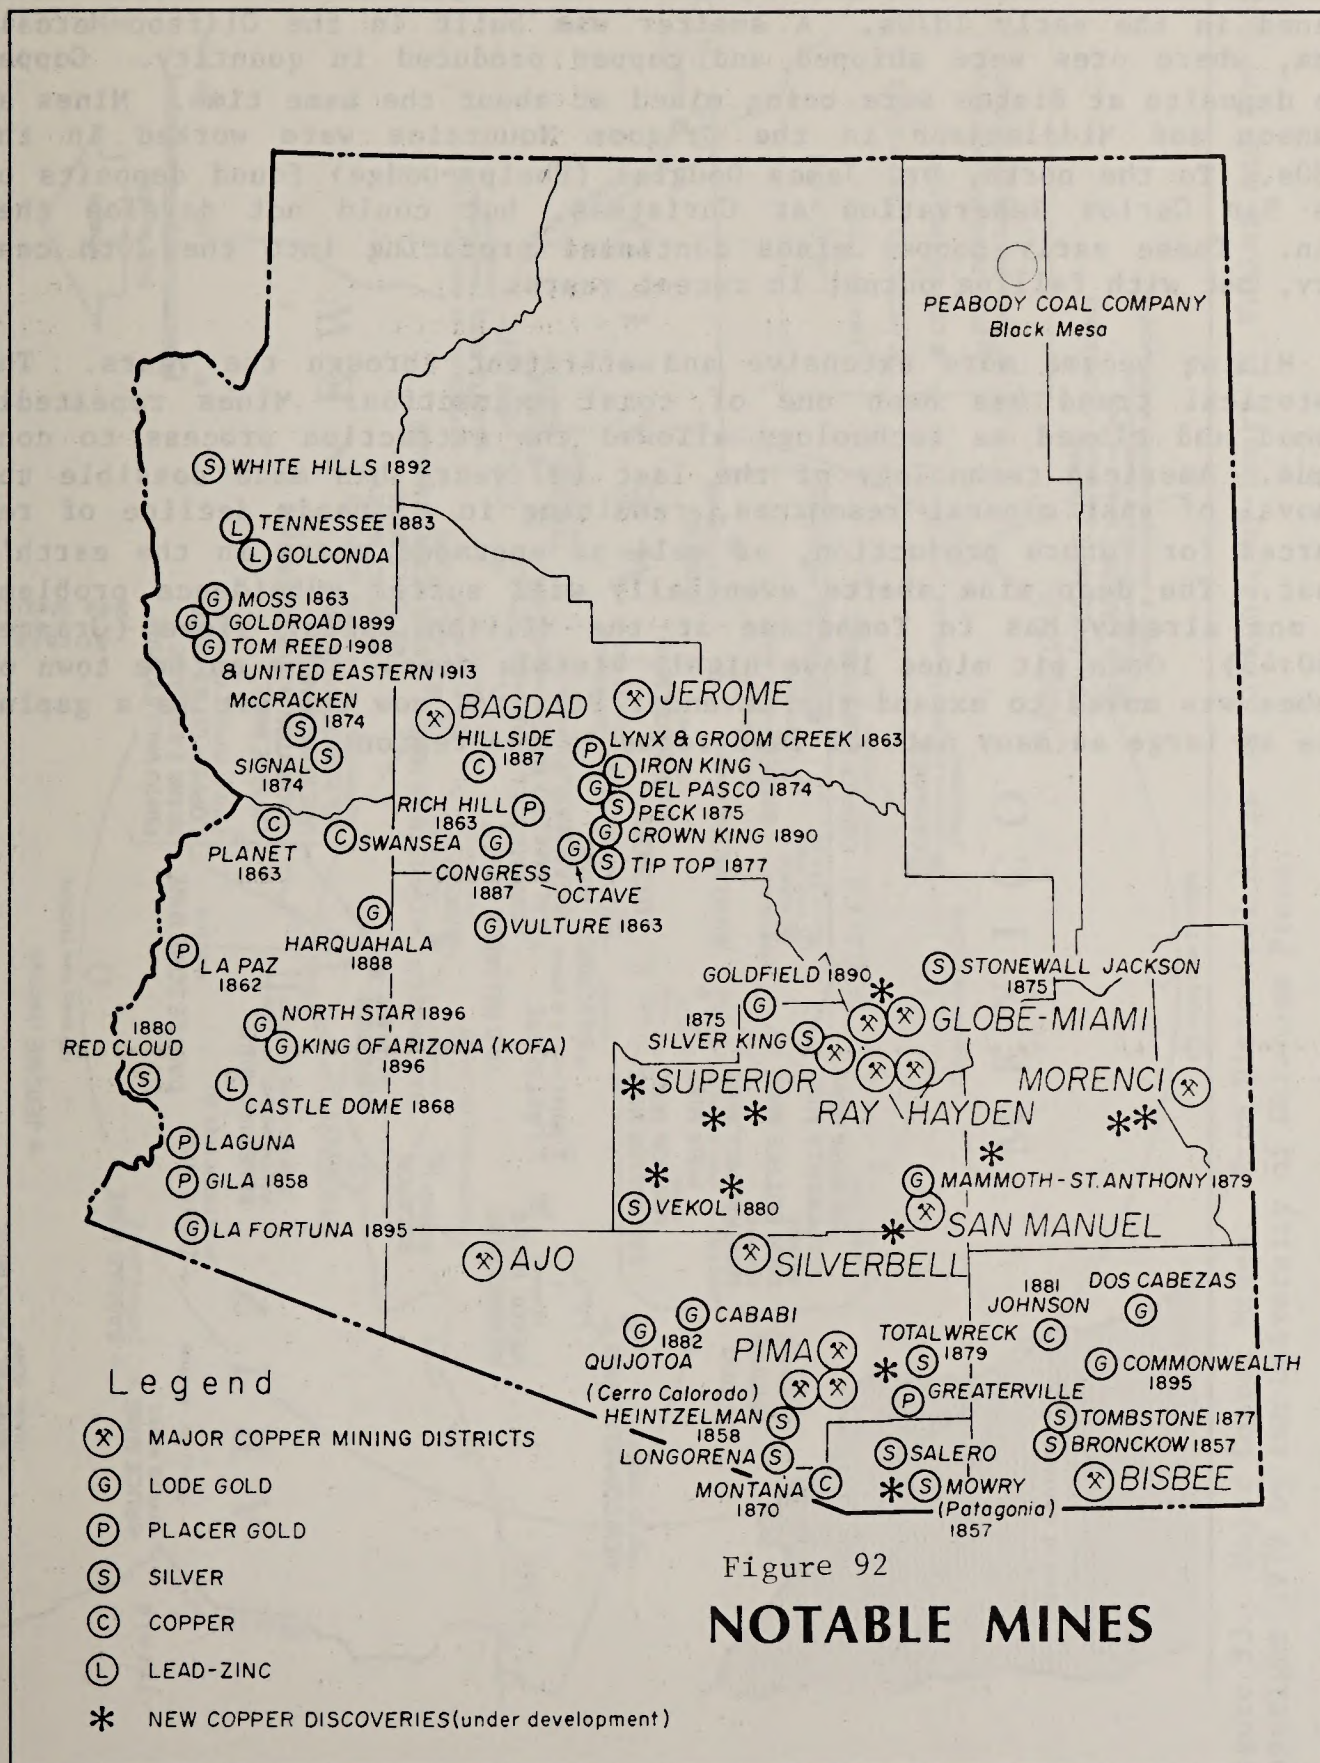 PEABODY COAL COMPANY
Black Mesa
S WHITE HILLS 1892
L TENNESSEE 1883
L GOLCONDA
G MOSS 1863
G GOLDROAD 1899
G TOM REED 1908
& UNITED EASTERN 1913
McCRACKEN
1874
S
S
SIGNAL
1874
BAGDAD
JEROME
HILLSIDE
1887
C
P LYNX & GROOM CREEK 1863
L IRON KING
G DEL PASCO 1874
S PECK 1875
G CROWN KING 1890
S TIP TOP 1877
RICH HILL P
1863
C
PLANET
1863
C SWANSEA
G
CONGRESS
1887
G
OCTAVE
G
HARQUAHALA
1888
G VULTURE 1863
P
LA PAZ
1862
G NORTH STAR 1896
G KING OF ARIZONA (KOFA)
1896
1880
RED CLOUD
S
L
CASTLE DOME 1868
P LAGUNA
P GILA 1858
G LA FORTUNA 1895
GOLDFIELD 1890
G
S STONEWALL JACKSON
1875
1875
SILVER KING S
GLOBE-MIAMI
* SUPERIOR
MORENCI
RAY HAYDEN
G MAMMOTH-ST. ANTHONY 1879
S VEKOL 1880
SAN MANUEL
AJO
SILVERBELL
1881
JOHNSON
C
DOS CABEZAS
G
G CABABI
G 1882
QUIJOTOA
PIMA
TOTAL WRECK
S 1879
G COMMONWEALTH
1895
(Cerro Colorodo)
HEINTZELMAN S
1858
P GREATERVILLE
S TOMBSTONE 1877
S BRONCKOW 1857
LONGORENA S
S SALERO
BISBEE
MONTANA C
1870
* S MOWRY
(Patagonia)
1857
Legend
MAJOR COPPER MINING DISTRICTS
G LODE GOLD
P PLACER GOLD
S SILVER
C COPPER
L LEAD-ZINC
* NEW COPPER DISCOVERIES (under development)
Figure 92
NOTABLE MINES